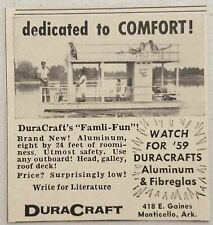 dedicated to COMFORT!
DuraCraft's "Famli-Fun"!
Brand New! Aluminum,
eight by 24 feet of roomi-
ness. Utmost safety. Use
any outboard! Head, galley,
roof deck!
Price? Surprisingly low!
Write for Literature
WATCH
FOR '59
DURACRAFTS
Aluminum
& Fibreglas
DURACRAFT
418 E. Gaines
Monticello, Ark.